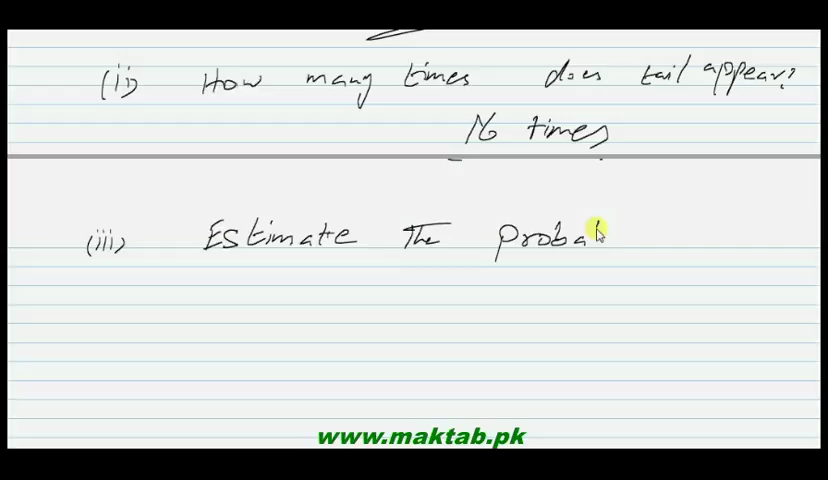 (ii) How many times does tail appear?
16 times
(iii) Estimate The Probab
www.maktab.pk